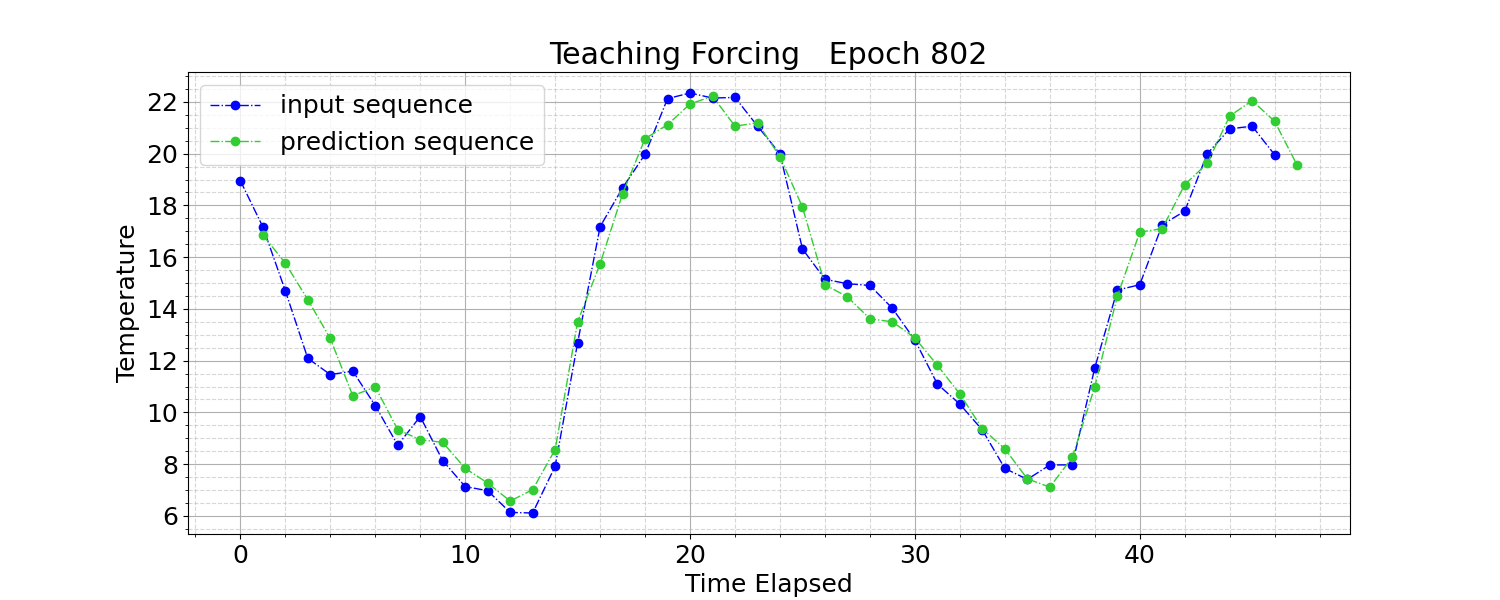 Teaching Forcing   Epoch 802
input sequence
prediction sequence
Temperature
22
20
18
16
14
12
10
8
6
0 10 20 30 40
Time Elapsed